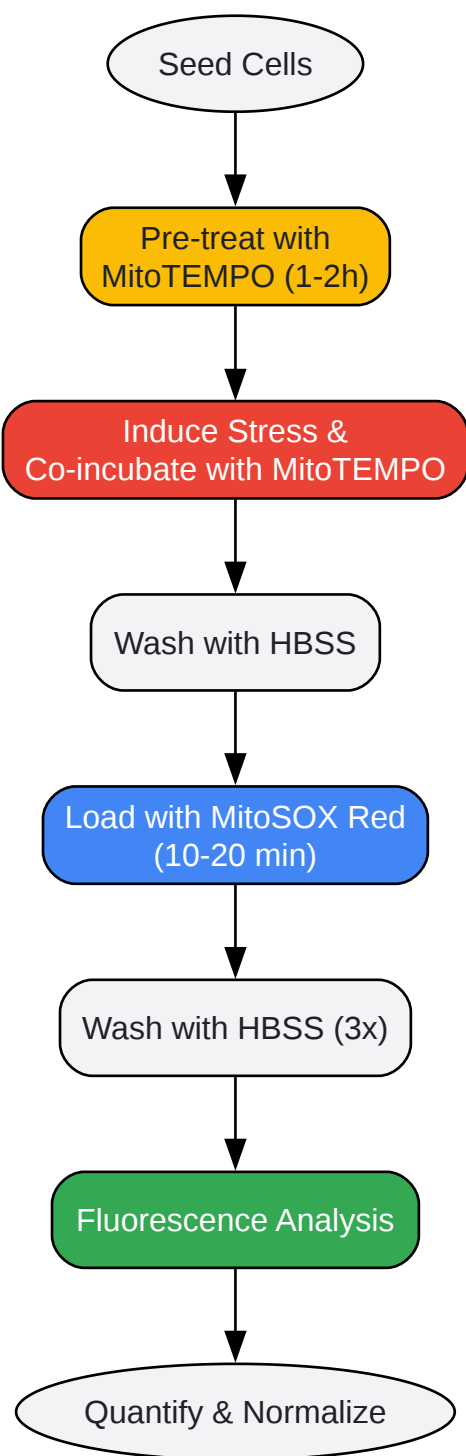 Seed Cells
Pre-treat with
MitoTEMPO (1-2h)
Induce Stress &
Co-incubate with MitoTEMPO
Wash with HBSS
Load with MitoSOX Red
(10-20 min)
Wash with HBSS (3x)
Fluorescence Analysis
Quantify & Normalize